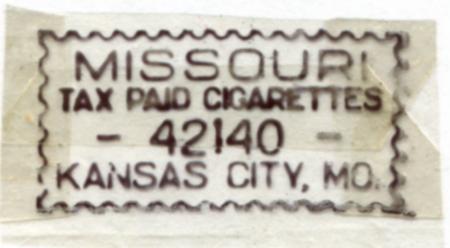 MISSOURI
TAX PAID CIGARETTES
- 42140 -
KANSAS CITY, MO.